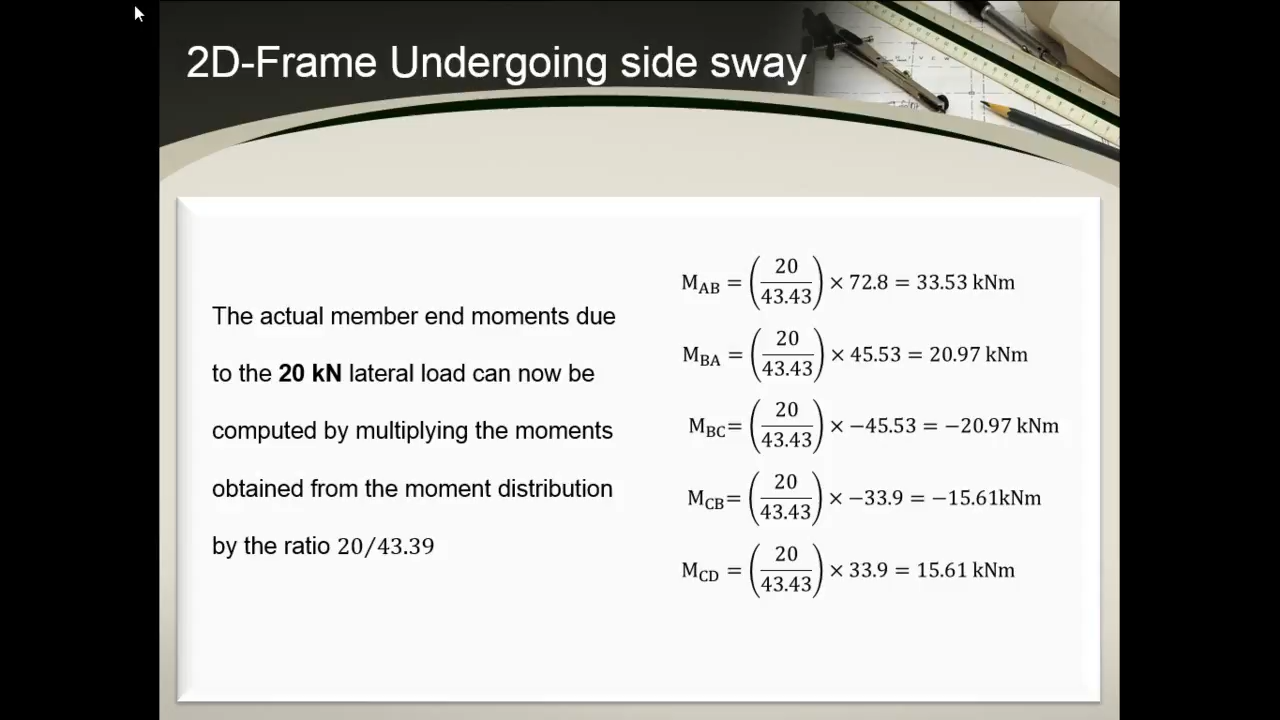 2D-Frame Undergoing side sway
The actual member end moments due
to the 20 kN lateral load can now be
computed by multiplying the moments
obtained from the moment distribution
by the ratio 20/43.39
M_AB = (20/43.43) × 72.8 = 33.53 kNm
M_BA = (20/43.43) × 45.53 = 20.97 kNm
M_BC= (20/43.43) × −45.53 = −20.97 kNm
M_CB= (20/43.43) × −33.9 = −15.61kNm
M_CD = (20/43.43) × 33.9 = 15.61 kNm